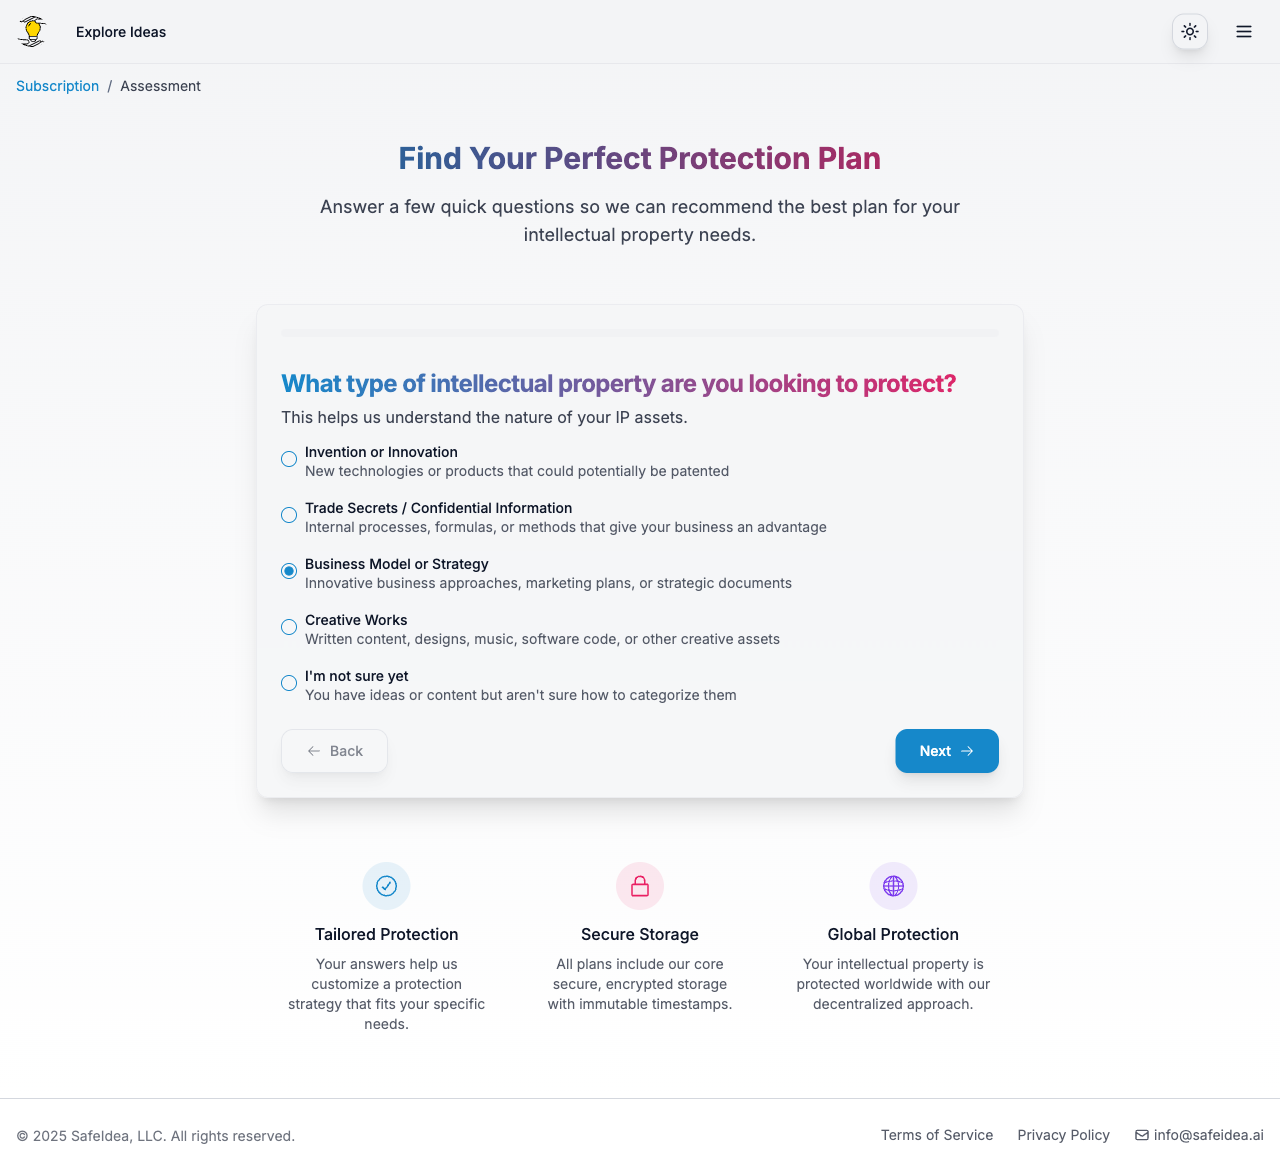 Explore Ideas
Subscription / Assessment
Find Your Perfect Protection Plan
Answer a few quick questions so we can recommend the best plan for your
intellectual property needs.
What type of intellectual property are you looking to protect?
This helps us understand the nature of your IP assets.
Invention or Innovation
New technologies or products that could potentially be patented
Trade Secrets / Confidential Information
Internal processes, formulas, or methods that give your business an advantage
Business Model or Strategy
Innovative business approaches, marketing plans, or strategic documents
Creative Works
Written content, designs, music, software code, or other creative assets
I'm not sure yet
You have ideas or content but aren't sure how to categorize them
Back
Next
Tailored Protection
Your answers help us
customize a protection
strategy that fits your specific
needs.
Secure Storage
All plans include our core
secure, encrypted storage
with immutable timestamps.
Global Protection
Your intellectual property is
protected worldwide with our
decentralized approach.
© 2025 SafeIdea, LLC. All rights reserved.
Terms of Service
Privacy Policy
info@safeidea.ai